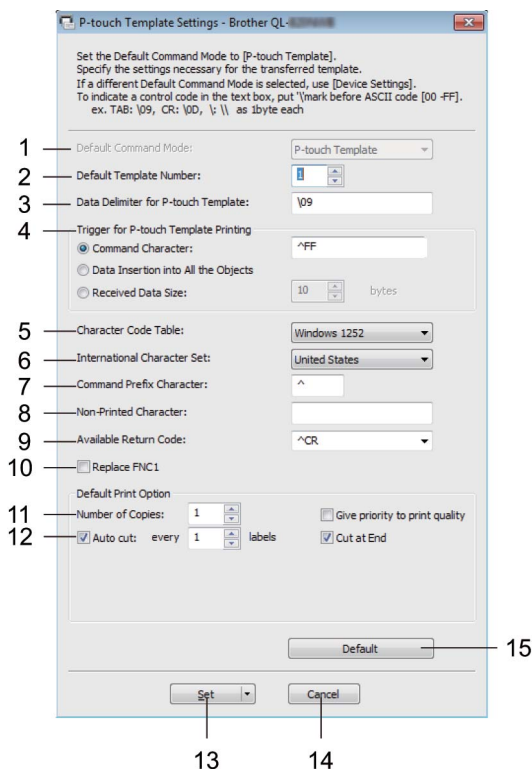 P-touch Template Settings - Brother QL-
Set the Default Command Mode to [P-touch Template].
Specify the settings necessary for the transferred template.
If a different Default Command Mode is selected, use [Device Settings].
To indicate a control code in the text box, put '\'mark before ASCII code [00 -FF].
ex. TAB: \09, CR: \0D, \: \\ as 1byte each
1 Default Command Mode: P-touch Template
2 Default Template Number: 1
3 Data Delimiter for P-touch Template: \09
4 Trigger for P-touch Template Printing
Command Character: ^FF
Data Insertion into All the Objects
Received Data Size: 10 bytes
5 Character Code Table: Windows 1252
6 International Character Set: United States
7 Command Prefix Character: ^
8 Non-Printed Character:
9 Available Return Code: ^CR
10 Replace FNC1
Default Print Option
11 Number of Copies: 1 Give priority to print quality
12 Auto cut: every 1 labels Cut at End
Default 15
Set Cancel
13 14